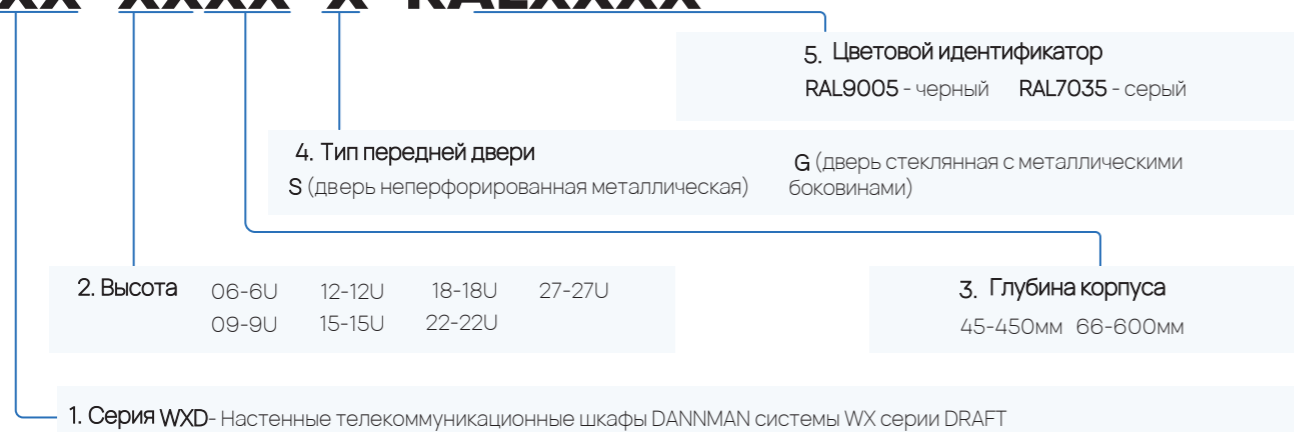 5. Цветовой идентификатор
RAL9005 - черный RAL7035 - серый
4. Тип передней двери
S (дверь неперфорированная металлическая)
G (дверь стеклянная с металлическими
боковинами)
2. Высота 06-6U 12-12U 18-18U 27-27U
09-9U 15-15U 22-22U
3. Глубина корпуса
45-450мм 66-600мм
1. Серия WXD- Настенные телекоммуникационные шкафы DANNMAN системы WX серии DRAFT